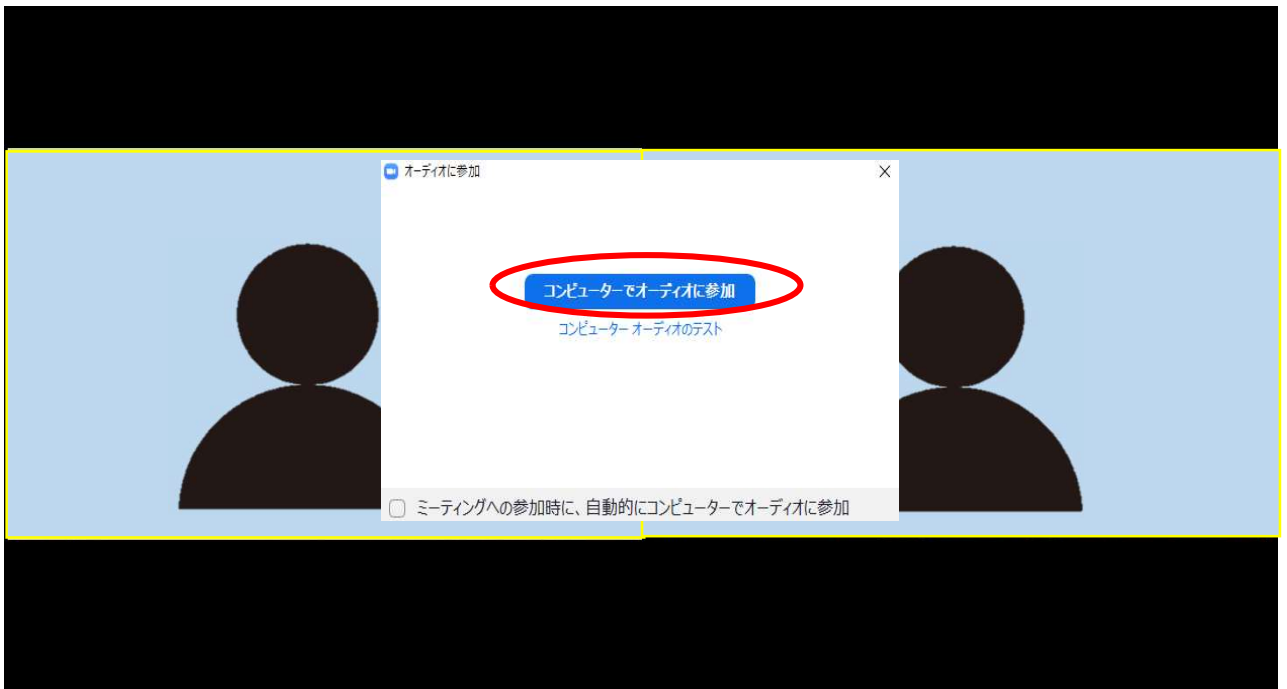 オーディオに参加
コンピューターでオーディオに参加
コンピューター オーディオのテスト
ミーティングへの参加時に、自動的にコンピューターでオーディオに参加